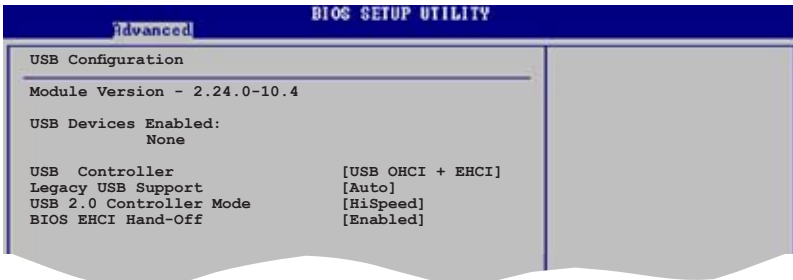 BIOS SETUP UTILITY
Advanced
USB Configuration
Module Version - 2.24.0-10.4
USB Devices Enabled:
None
USB Controller [USB OHCI + EHCI]
Legacy USB Support [Auto]
USB 2.0 Controller Mode [HiSpeed]
BIOS EHCI Hand-Off [Enabled]